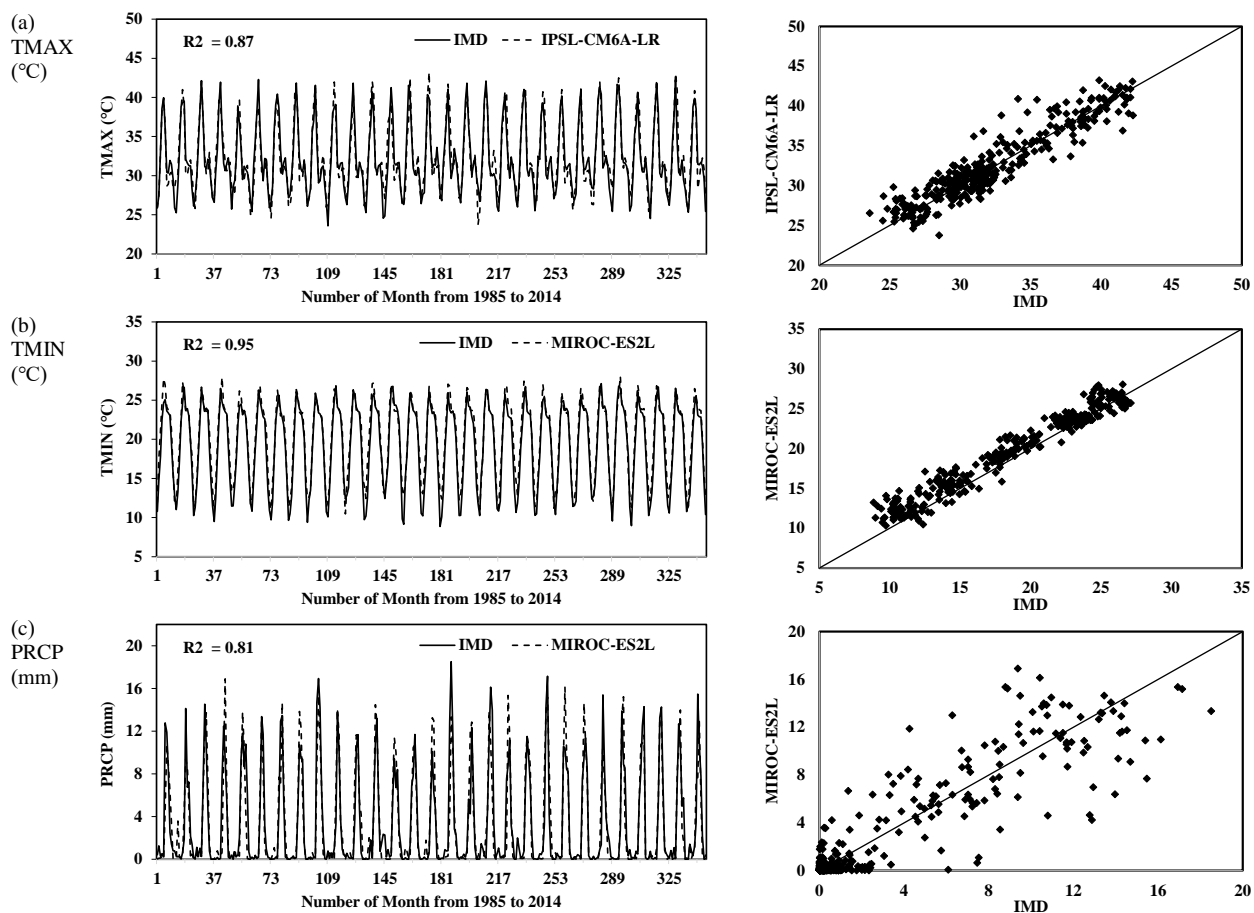 (a)
TMAX
(°C)
R2 = 0.87
IMD
IPSL-CM6A-LR
50
45
40
35
30
25
20
TMAX (°C)
1 37 73 109 145 181 217 253 289 325
Number of Month from 1985 to 2014
50
45
40
35
30
25
20
IPSL-CM6A-LR
20 25 30 35 40 45 50
IMD
(b)
TMIN
(°C)
R2 = 0.95
IMD
MIROC-ES2L
35
30
25
20
15
10
5
TMIN (°C)
1 37 73 109 145 181 217 253 289 325
Number of Month from 1985 to 2014
35
30
25
20
15
10
5
MIROC-ES2L
5 10 15 20 25 30 35
IMD
(c)
PRCP
(mm)
R2 = 0.81
IMD
MIROC-ES2L
20
16
12
8
4
0
PRCP (mm)
1 37 73 109 145 181 217 253 289 325
Number of Month from 1985 to 2014
20
16
12
8
4
0
MIROC-ES2L
0 4 8 12 16 20
IMD